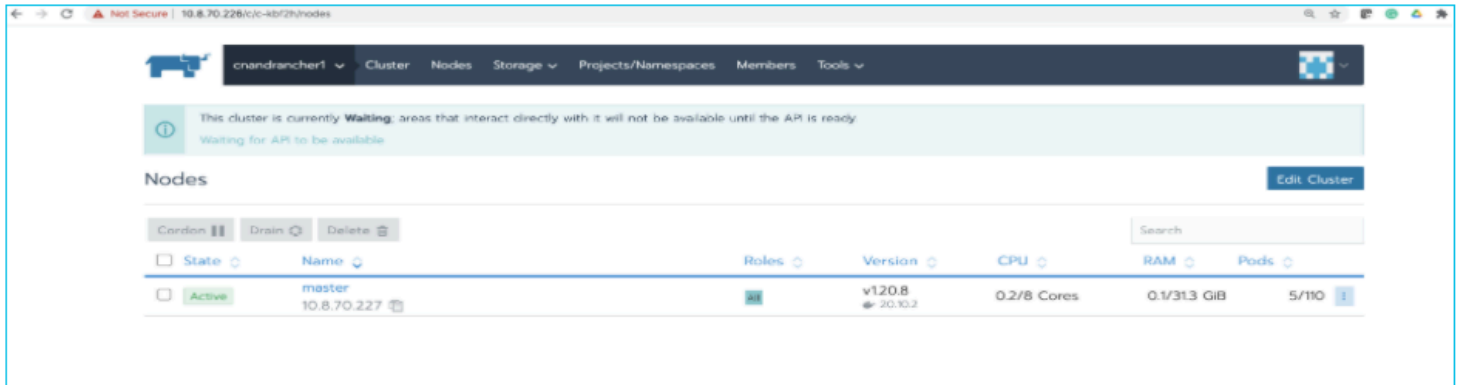 Not Secure | 10.8.70.226/c/c-kbf2h/nodes
cnandrancher1 Cluster Nodes Storage Projects/Namespaces Members Tools
This cluster is currently Waiting; areas that interact directly with it will not be available until the API is ready.
Waiting for API to be available
Nodes
Edit Cluster
Cordon Drain Delete
Search
State Name Roles Version CPU RAM Pods
Active master All v1.20.8 0.2/8 Cores 0.1/31.3 GiB 5/110
10.8.70.227 20.10.2